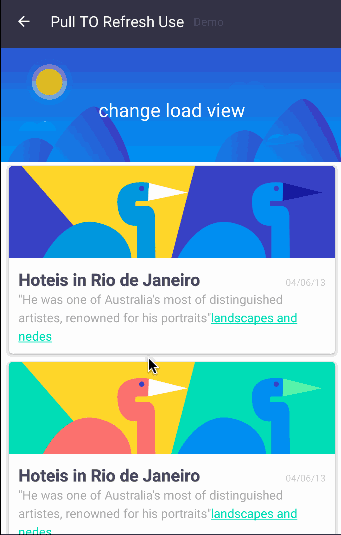 Pull TO Refresh Use Demo
change load view
Hoteis in Rio de Janeiro 04/06/13
"He was one of Australia's most of distinguished
artistes, renowned for his portraits"landscapes and
nedes
Hoteis in Rio de Janeiro 04/06/13
"He was one of Australia's most of distinguished
artistes, renowned for his portraits"landscapes and
nedes